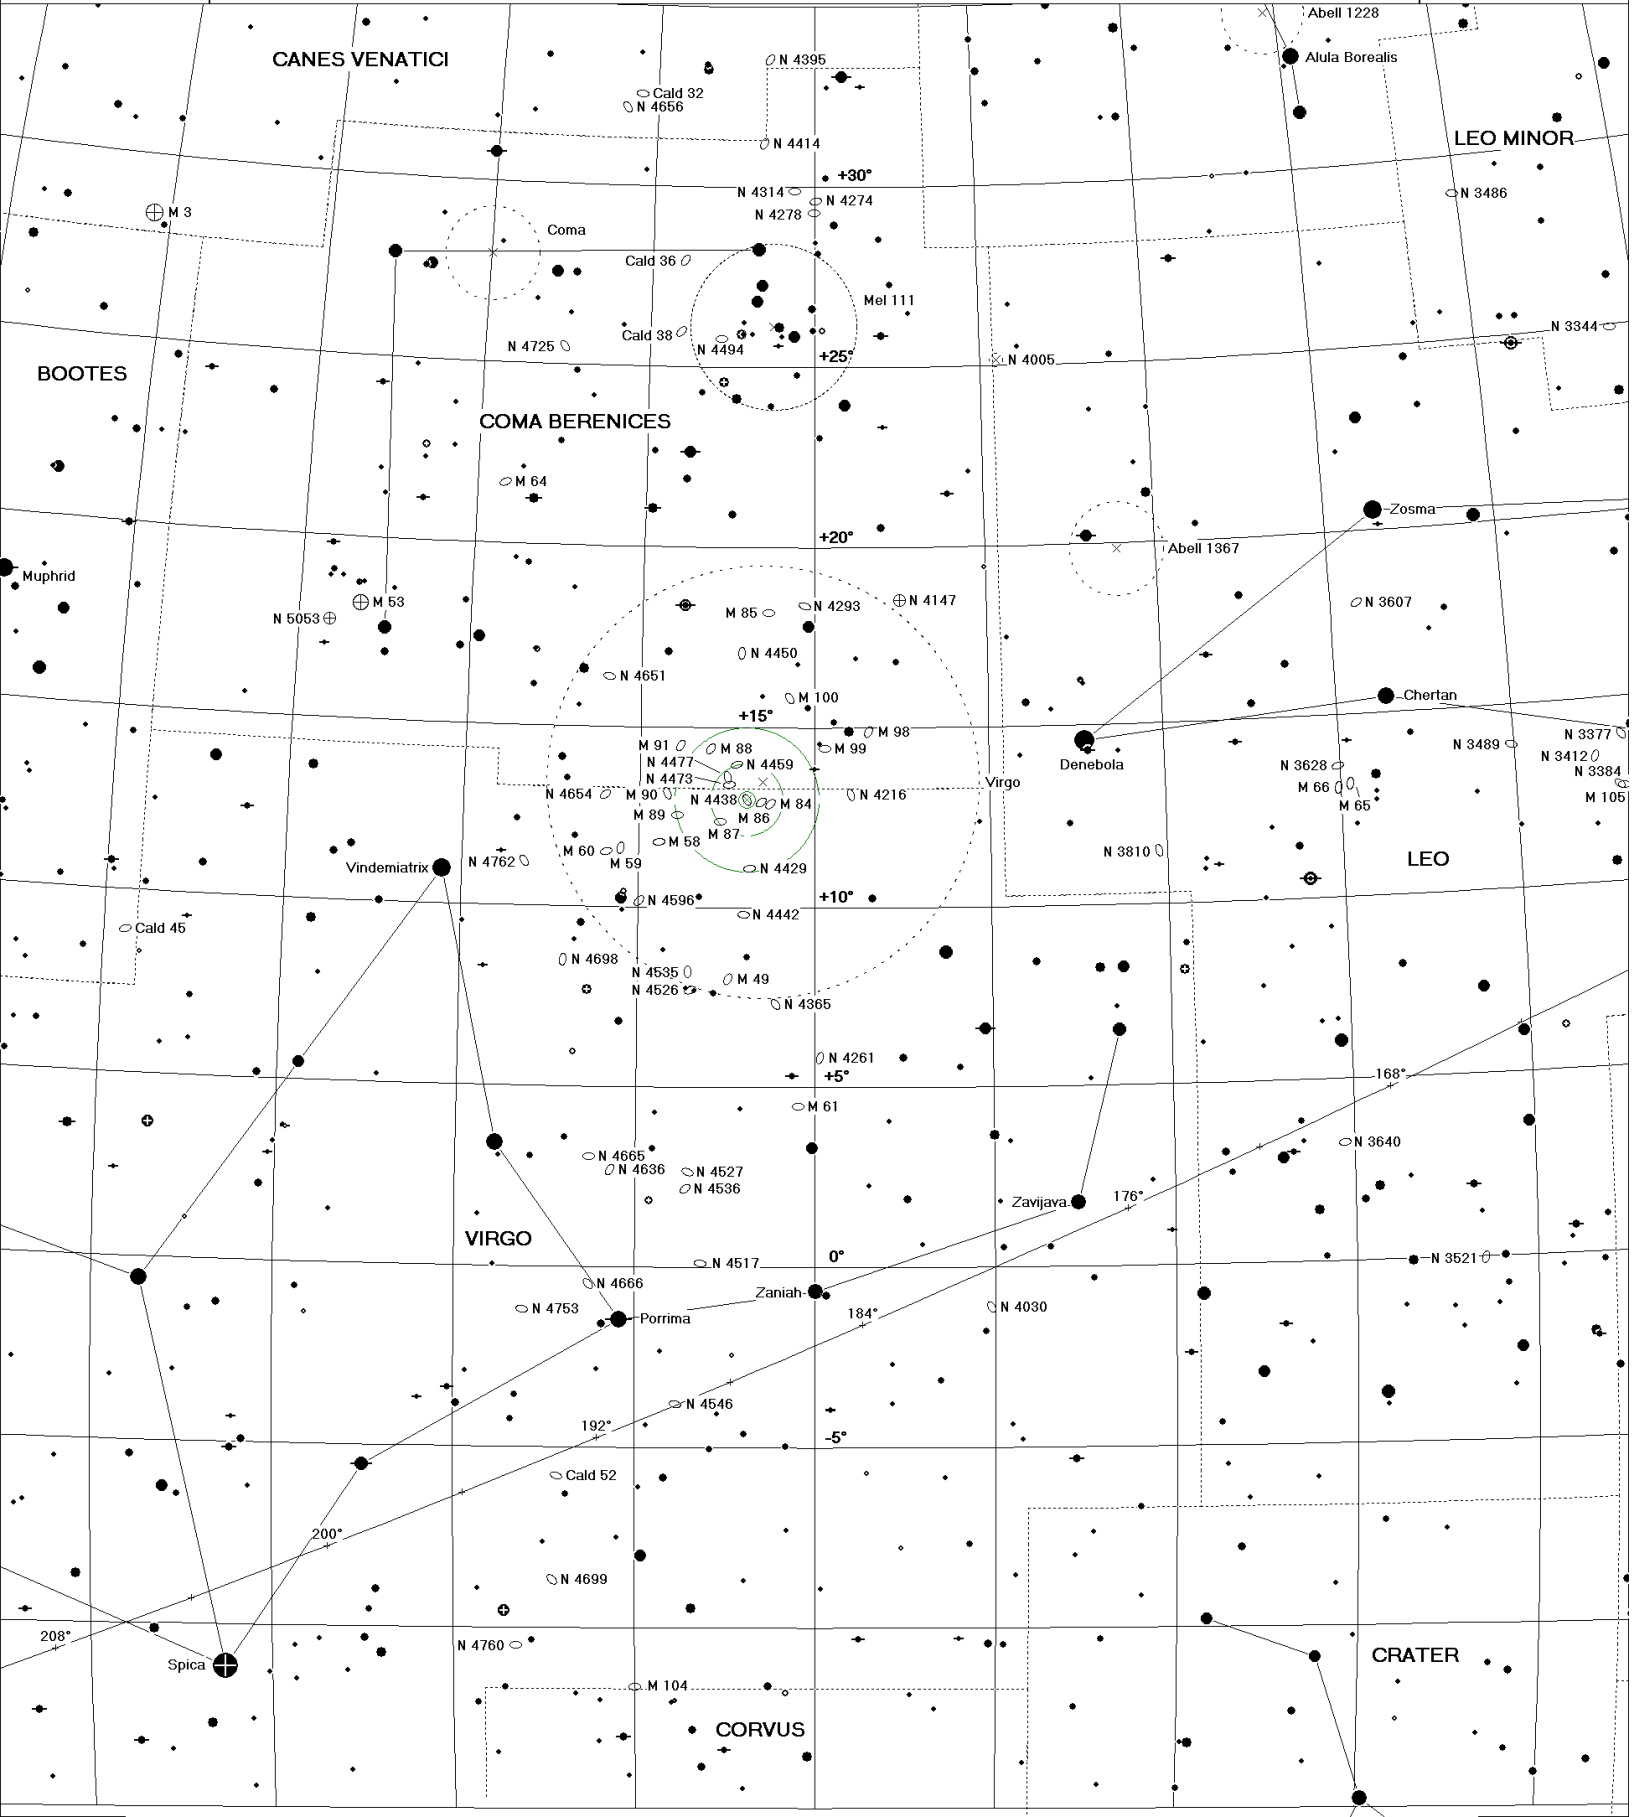 Abell 1228
CANES VENATICI
N 4395
Alula Borealis
Cald 32
N 4656
LEO MINOR
N 4414
+30°
N 4314
N 4274
N 3486
M 3
N 4278
Coma
Cald 36
Mel 111
Cald 38
N 3344
N 4725
N 4494
+25°
N 4005
BOOTES
COMA BERENICES
M 64
Zosma
+20°
Abell 1367
Muphrid
M 53
N 4147
N 3607
N 5053
M 85
N 4293
N 4450
N 4651
M 100
Chertan
+15°
M 98
N 3377
M 91
M 88
M 99
N 3489
N 3412
N 4477
N 4459
Denebola
N 3628
N 3384
N 4473
Virgo
M 66
M 105
N 4654
M 90
N 4438
M 84
N 4216
M 65
M 89
M 86
M 87
M 58
N 3810
LEO
M 60
M 59
N 4762
Vindemiatrix
N 4429
N 4596
+10°
N 4442
Cald 45
N 4698
N 4535
M 49
N 4526
N 4365
N 4261
+5°
168°
M 61
N 3640
N 4665
N 4636
N 4527
N 4536
176°
Zavijava
VIRGO
0°
N 4517
N 3521
N 4666
Zaniah
N 4753
Porrima
184°
N 4030
N 4546
192°
-5°
Cald 52
200°
N 4699
208°
N 4760
Spica
CRATER
M 104
CORVUS